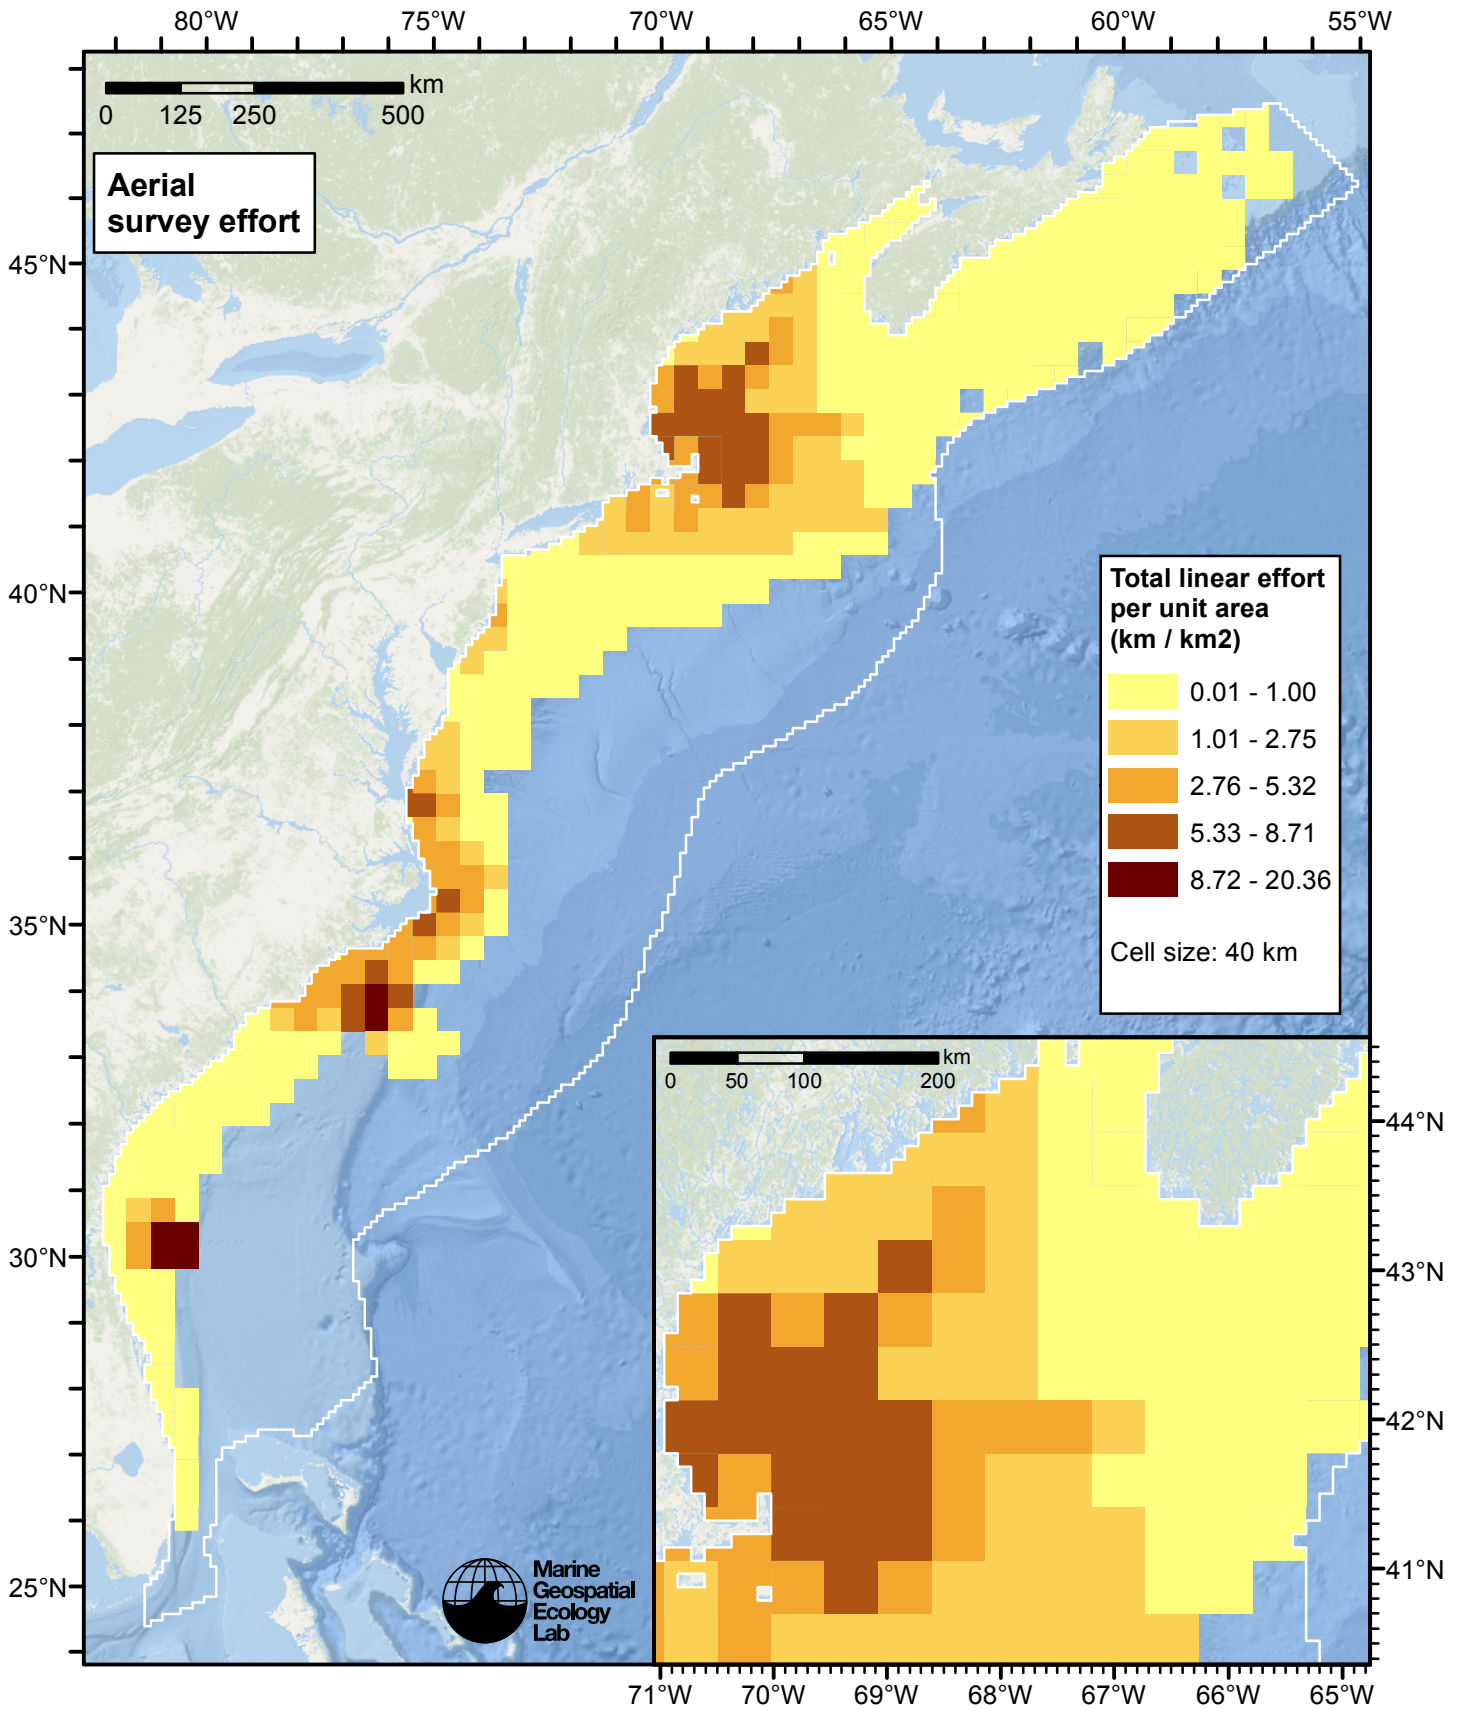 80°W 75°W 70°W 65°W 60°W 55°W
km
0 125 250 500
Aerial
survey effort
45°N
40°N
35°N
30°N
25°N
Total linear effort
per unit area
(km / km2)
0.01 - 1.00
1.01 - 2.75
2.76 - 5.32
5.33 - 8.71
8.72 - 20.36
Cell size: 40 km
km
0 50 100 200
44°N
43°N
42°N
41°N
Marine
Geospatial
Ecology
Lab
71°W 70°W 69°W 68°W 67°W 66°W 65°W